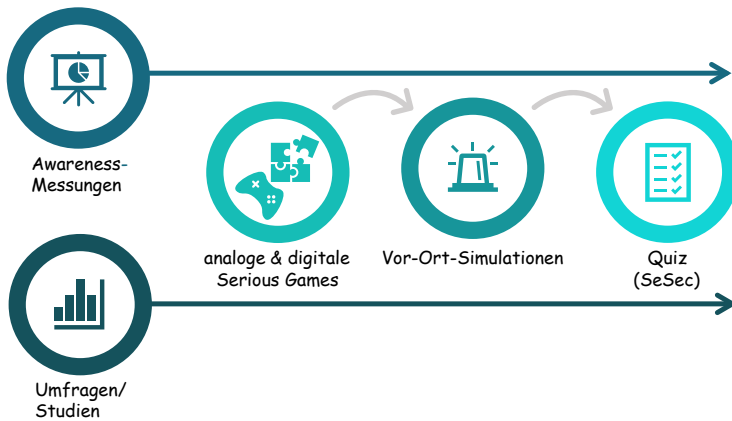 Awareness-
Messungen
analoge & digitale
Serious Games
Vor-Ort-Simulationen
Quiz
(SeSec)
Umfragen/
Studien